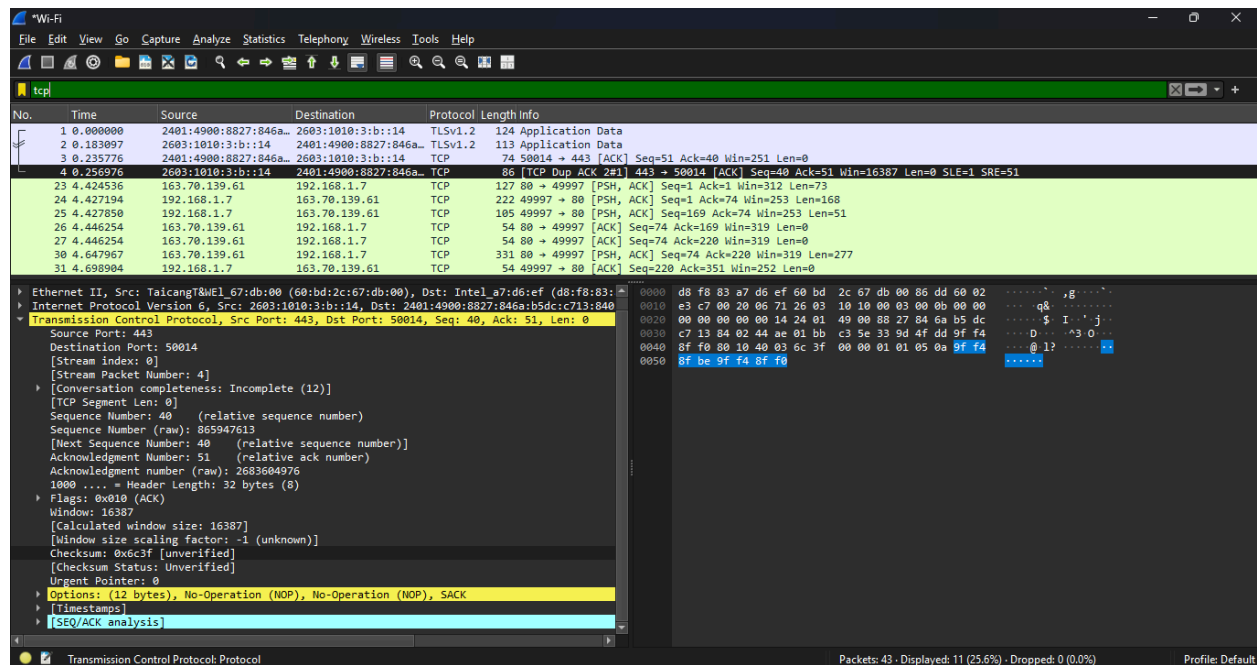 *Wi-Fi
File Edit View Go Capture Analyze Statistics Telephony Wireless Tools Help
tcp
No. Time Source Destination Protocol Length Info
1 0.000000 2401:4900:8827:846a… 2603:1010:3:b::14 TLSv1.2 124 Application Data
2 0.183097 2603:1010:3:b::14 2401:4900:8827:846a… TLSv1.2 113 Application Data
3 0.235776 2401:4900:8827:846a… 2603:1010:3:b::14 TCP 74 50014 → 443 [ACK] Seq=51 Ack=40 Win=251 Len=0
4 0.256976 2603:1010:3:b::14 2401:4900:8827:846a… TCP 86 [TCP Dup ACK 2#1] 443 → 50014 [ACK] Seq=40 Ack=51 Win=16387 Len=0 SLE=1 SRE=51
23 4.424536 163.70.139.61 192.168.1.7 TCP 127 80 → 49997 [PSH, ACK] Seq=1 Ack=1 Win=312 Len=73
24 4.427194 192.168.1.7 163.70.139.61 TCP 222 49997 → 80 [PSH, ACK] Seq=1 Ack=74 Win=253 Len=168
25 4.427850 192.168.1.7 163.70.139.61 TCP 105 49997 → 80 [PSH, ACK] Seq=169 Ack=74 Win=253 Len=51
26 4.446254 163.70.139.61 192.168.1.7 TCP 54 80 → 49997 [ACK] Seq=74 Ack=169 Win=319 Len=0
27 4.446254 163.70.139.61 192.168.1.7 TCP 54 80 → 49997 [ACK] Seq=74 Ack=220 Win=319 Len=0
30 4.647967 163.70.139.61 192.168.1.7 TCP 331 80 → 49997 [PSH, ACK] Seq=74 Ack=220 Win=319 Len=277
31 4.698904 192.168.1.7 163.70.139.61 TCP 54 49997 → 80 [ACK] Seq=220 Ack=351 Win=252 Len=0
Ethernet II, Src: TaicangT&WEl_67:db:00 (60:bd:2c:67:db:00), Dst: Intel_a7:d6:ef (d8:f8:83:
Internet Protocol Version 6, Src: 2603:1010:3:b::14, Dst: 2401:4900:8827:846a:b5dc:c713:840
Transmission Control Protocol, Src Port: 443, Dst Port: 50014, Seq: 40, Ack: 51, Len: 0
Source Port: 443
Destination Port: 50014
[Stream index: 0]
[Stream Packet Number: 4]
[Conversation completeness: Incomplete (12)]
[TCP Segment Len: 0]
Sequence Number: 40 (relative sequence number)
Sequence Number (raw): 865947613
[Next Sequence Number: 40 (relative sequence number)]
Acknowledgment Number: 51 (relative ack number)
Acknowledgment number (raw): 2683604976
1000 .... = Header Length: 32 bytes (8)
Flags: 0x010 (ACK)
Window: 16387
[Calculated window size: 16387]
[Window size scaling factor: -1 (unknown)]
Checksum: 0x6c3f [unverified]
[Checksum Status: Unverified]
Urgent Pointer: 0
Options: (12 bytes), No-Operation (NOP), No-Operation (NOP), SACK
[Timestamps]
[SEQ/ACK analysis]
0000 d8 f8 83 a7 d6 ef 60 bd 2c 67 db 00 86 dd 60 02 ······`· ,g····`·
0010 e3 c7 00 20 06 71 26 03 10 10 00 03 00 0b 00 00 ··· ·q&· ········
0020 00 00 00 00 00 14 24 01 49 00 88 27 84 6a b5 dc ······$· I··'·j··
0030 c7 13 84 02 44 ae 01 bb c3 5e 33 9d 4f dd 9f f4 ····D··· ·^3·O···
0040 8f f0 80 10 40 03 6c 3f 00 00 01 01 05 0a 9f f4 ····@·l? ········
0050 8f be 9f f4 8f f0 ······
Transmission Control Protocol: Protocol
Packets: 43 · Displayed: 11 (25.6%) · Dropped: 0 (0.0%)
Profile: Default